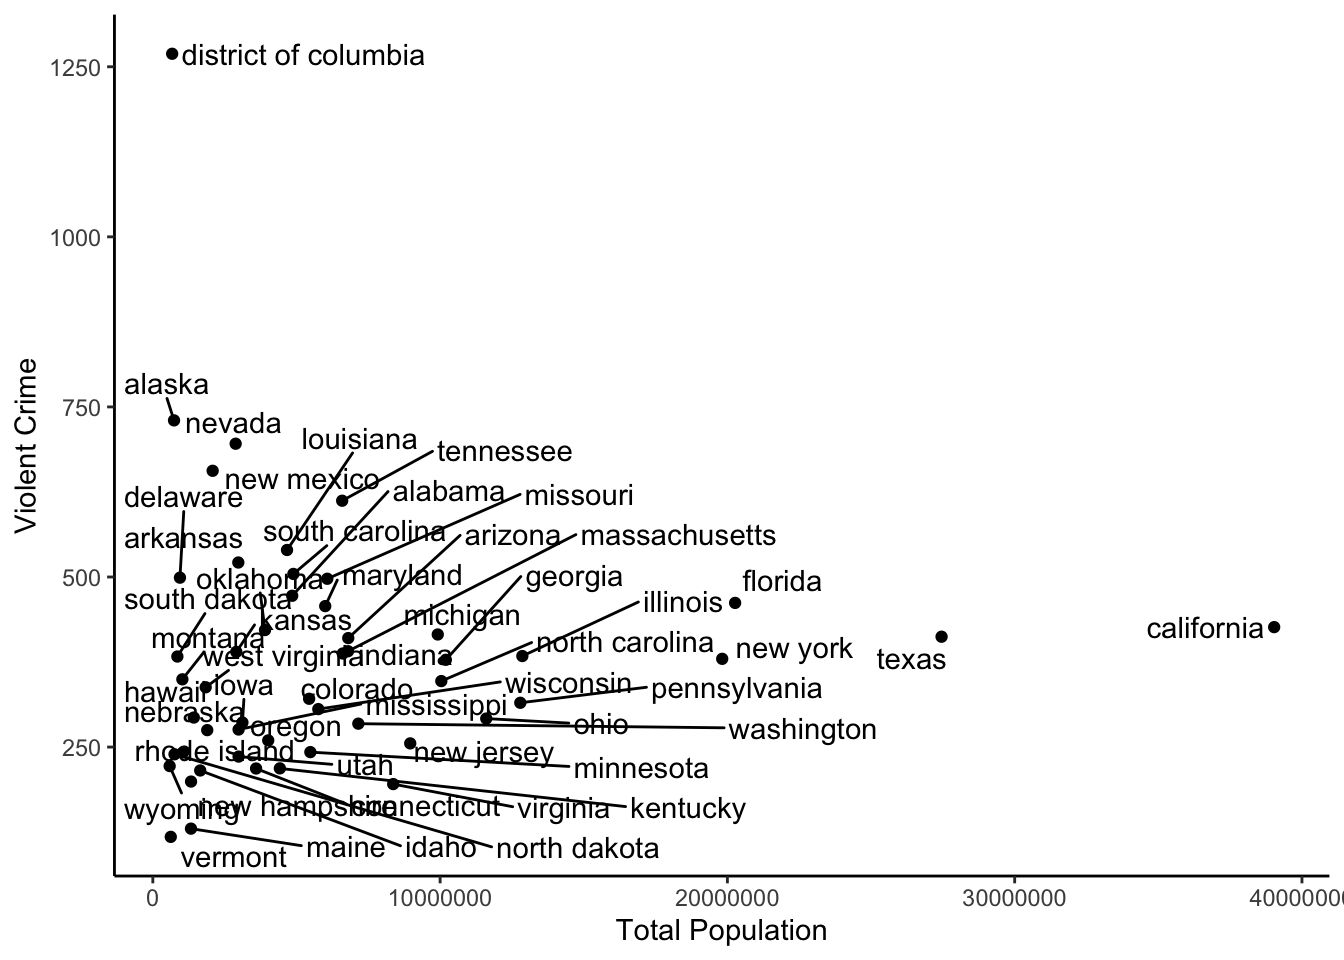 district of columbia
1250
1000
Violent Crime
alaska
750
nevada
louisiana
tennessee
new mexico
alabama
missouri
delaware
south carolina
arizona
massachusetts
arkansas
500
oklahoma
maryland
georgia
florida
south dakota
illinois
michigan
kansas
california
montana
north carolina
new york
west virginia
indiana
texas
hawaii
iowa
colorado
wisconsin
pennsylvania
nebraska
mississippi
oregon
ohio
washington
250
rhode island
new jersey
utah
minnesota
wyoming
new hampshire
connecticut
virginia
kentucky
vermont
maine
idaho
north dakota
0
10000000
20000000
30000000
4000000
Total Population